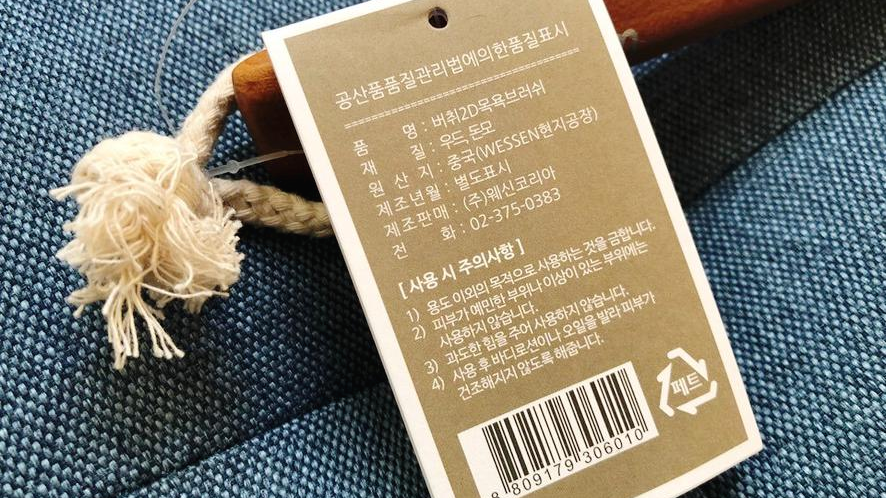 공산품품질관리법에의한품질표시
품 명 : 버취2D목욕브러쉬
재 질 : 우드, 돈모
원 산 지 : 중국(WESSEN현지공장)
제조년월 : 별도표시
제조판매 : (주)웨신코리아
전 화 : 02-375-0383
[ 사용 시 주의사항 ]
1) 용도 이외의 목적으로 사용하는 것을 금합니다.
2) 피부가 예민한 부위나 이상이 있는 부위에는
사용하지 않습니다.
3) 과도한 힘을 주어 사용하지 않습니다.
4) 사용 후 바디로션이나 오일을 발라 피부가
건조해지지 않도록 해줍니다.
페트
8 809179 306010